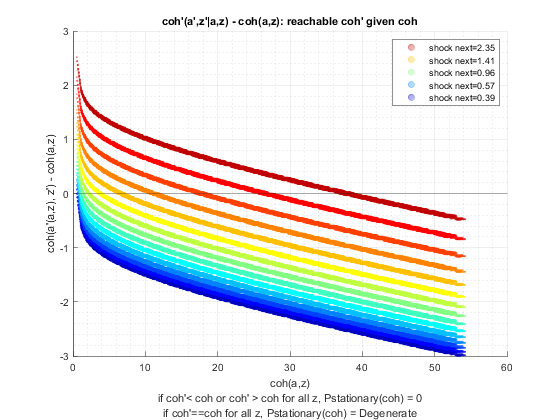 coh'(a',z'|a,z) - coh(a,z): reachable coh' given coh
3
2
1
0
-1
-2
-3
coh(a'(a,z), z') - coh(a,z)
shock next=2.35
shock next=1.41
shock next=0.96
shock next=0.57
shock next=0.39
0
10
20
30
40
50
60
coh(a,z)
if coh'< coh or coh' > coh for all z, Pstationary(coh) = 0
if coh'==coh for all z, Pstationary(coh) = Degenerate